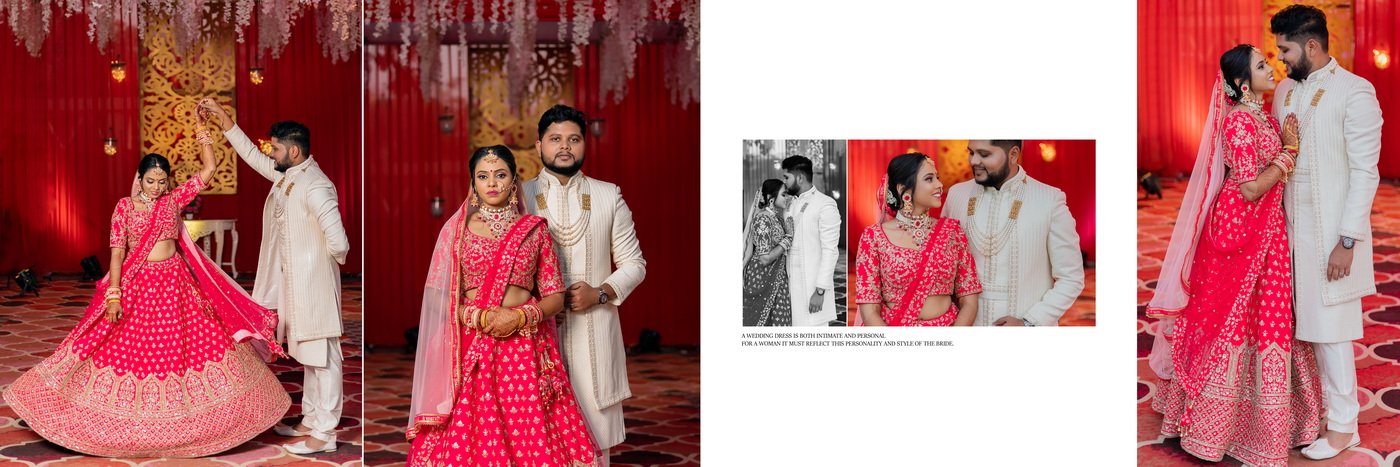 A WEDDING DRESS IS BOTH INTIMATE AND PERSONAL
FOR A WOMAN IT MUST REFLECT THIS PERSONALITY AND STYLE OF THE BRIDE.